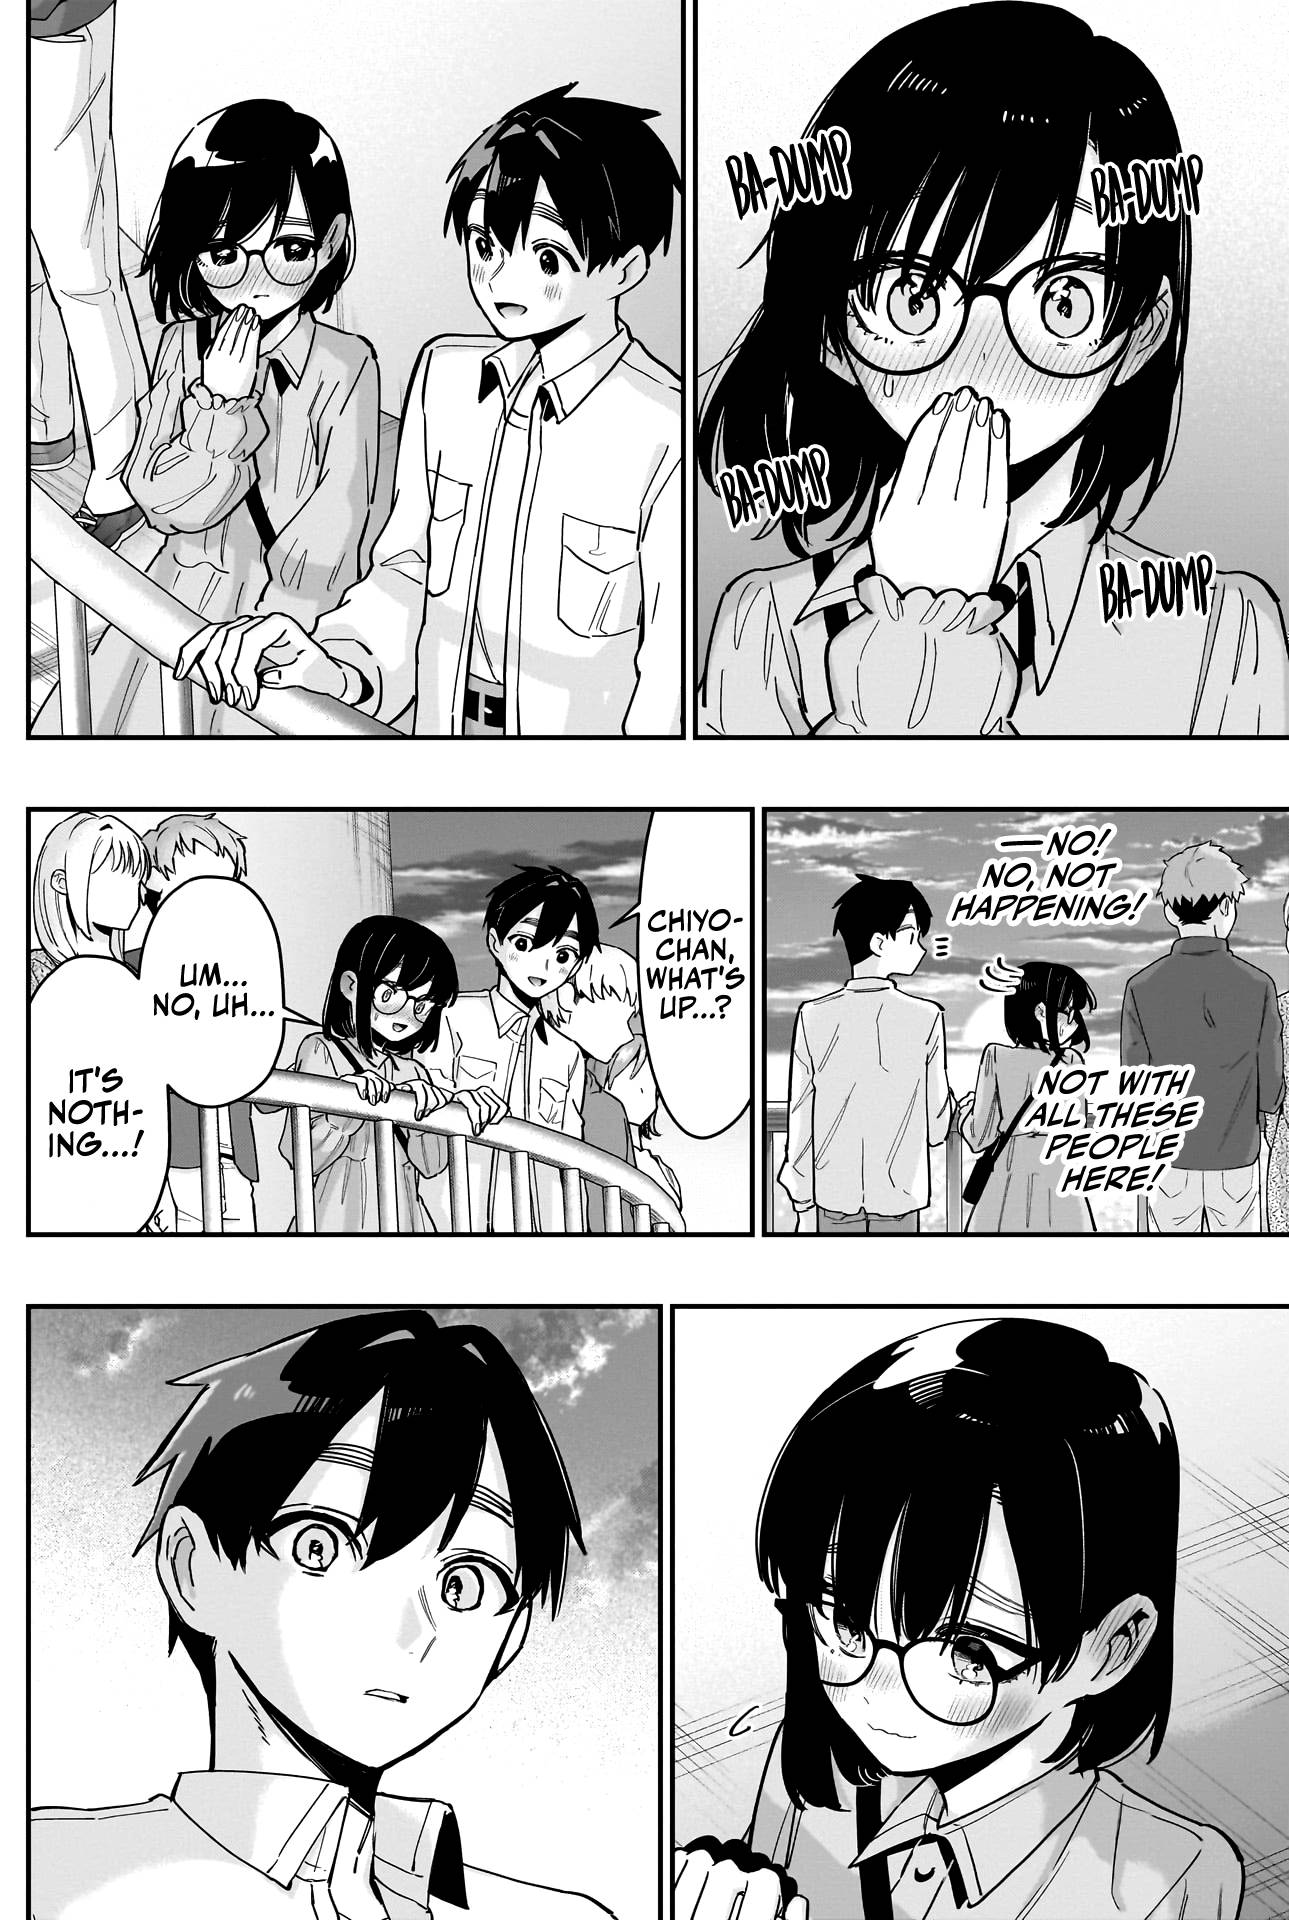 BA-DUMP
BA-DUMP
BA-DUMP
BA-DUMP
—NO!
NO, NOT
HAPPENING!
NOT WITH
ALL THESE
PEOPLE
HERE!
CHIYO-
CHAN,
WHAT'S
UP...?
UM...
NO, UH...
IT'S
NOTH-
ING...!